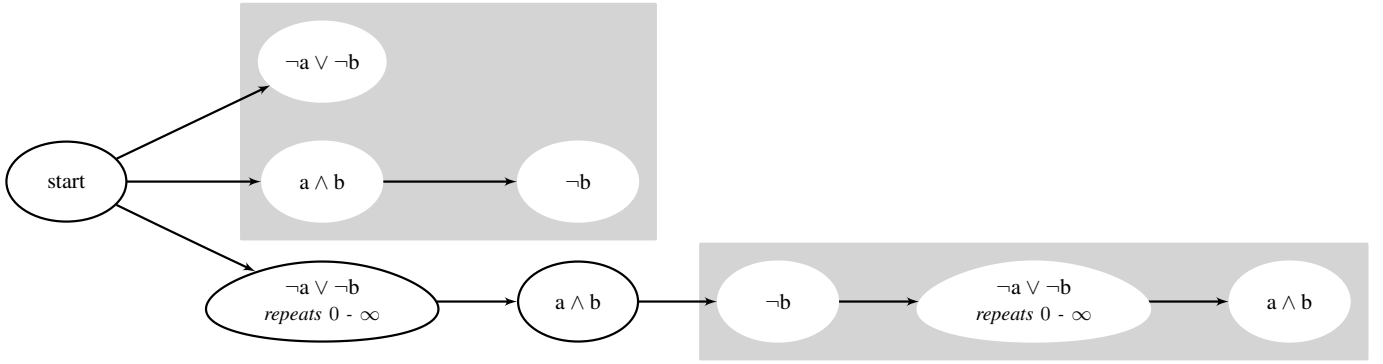 ¬a ∨ ¬b
start
a ∧ b
¬b
¬a ∨ ¬b
repeats 0 - ∞
a ∧ b
¬b
¬a ∨ ¬b
repeats 0 - ∞
a ∧ b